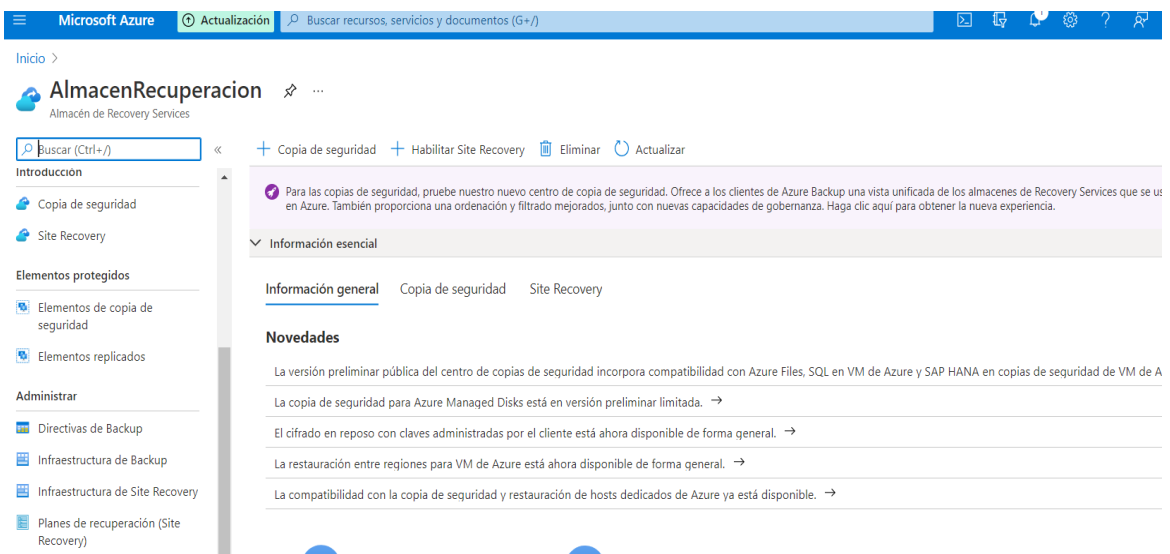 Microsoft Azure
Actualización
Buscar recursos, servicios y documentos (G+/)
1
Inicio >
AlmacenRecuperacion
Almacén de Recovery Services
Buscar (Ctrl+/)
«
Copia de seguridad
Habilitar Site Recovery
Eliminar
Actualizar
Introducción
Copia de seguridad
Site Recovery
Elementos protegidos
Elementos de copia de
seguridad
Elementos replicados
Administrar
Directivas de Backup
Infraestructura de Backup
Infraestructura de Site Recovery
Planes de recuperación (Site
Recovery)
Para las copias de seguridad, pruebe nuestro nuevo centro de copia de seguridad. Ofrece a los clientes de Azure Backup una vista unificada de los almacenes de Recovery Services que se us
en Azure. También proporciona una ordenación y filtrado mejorados, junto con nuevas capacidades de gobernanza. Haga clic aquí para obtener la nueva experiencia.
Información esencial
Información general
Copia de seguridad
Site Recovery
Novedades
La versión preliminar pública del centro de copias de seguridad incorpora compatibilidad con Azure Files, SQL en VM de Azure y SAP HANA en copias de seguridad de VM de A
La copia de seguridad para Azure Managed Disks está en versión preliminar limitada. →
El cifrado en reposo con claves administradas por el cliente está ahora disponible de forma general. →
La restauración entre regiones para VM de Azure está ahora disponible de forma general. →
La compatibilidad con la copia de seguridad y restauración de hosts dedicados de Azure ya está disponible. →